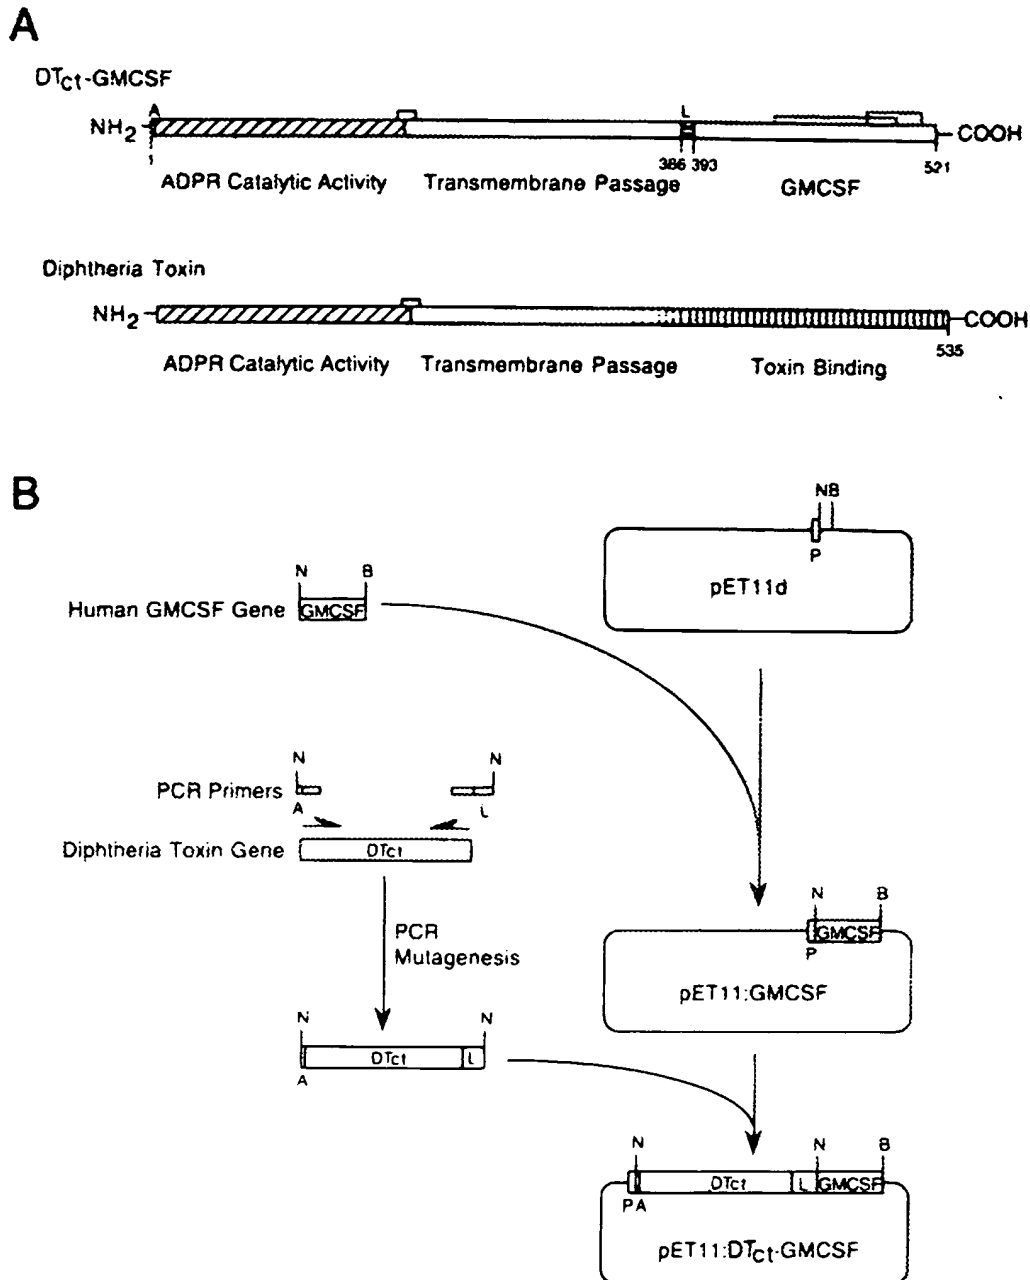 A
DTct-GMCSF
A
L
NH2
COOH
1
386 393
521
ADPR Catalytic Activity
Transmembrane Passage
GMCSF
Diphtheria Toxin
NH2
COOH
535
ADPR Catalytic Activity
Transmembrane Passage
Toxin Binding
B
NB
P
pET11d
N
B
Human GMCSF Gene
GMCSF
N
N
PCR Primers
A
L
Diphtheria Toxin Gene
DTct
PCR
Mutagenesis
N
B
GMCSF
P
pET11:GMCSF
N
N
DTct
L
A
N
N
B
DTct
L
GMCSF
PA
pET11:DTct-GMCSF